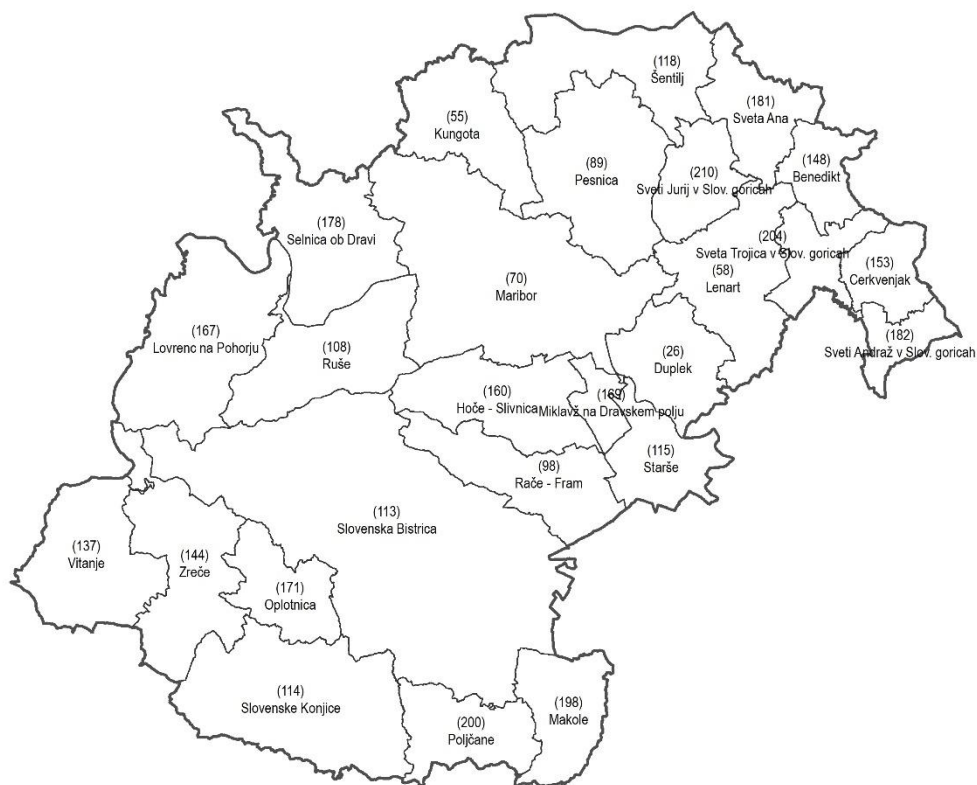 (118)
Šentilj
(181)
Sveta Ana
(55)
Kungota
(89)
Pesnica
(210)
Sveti Jurij v Slov. goricah
(148)
Benedikt
(178)
Selnica ob Dravi
(204)
Sveta Trojica v Slov. goricah
(58)
Lenart
(153)
Cerkvenjak
(70)
Maribor
(167)
Lovrenc na Pohorju
(108)
Ruše
(26)
Duplek
(182)
Sveti Andraž v Slov. goricah
(160)
Hoče - Slivnica
(169)
Miklavž na Dravskem polju
(115)
Starše
(98)
Rače - Fram
(113)
Slovenska Bistrica
(137)
Vitanje
(144)
Zreče
(171)
Oplotnica
(114)
Slovenske Konjice
(198)
Makole
(200)
Poljčane